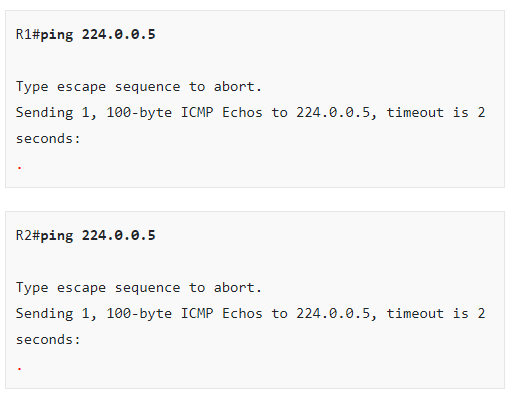 R1#ping 224.0.0.5
Type escape sequence to abort.
Sending 1, 100-byte ICMP Echos to 224.0.0.5, timeout is 2
seconds:
.
R2#ping 224.0.0.5
Type escape sequence to abort.
Sending 1, 100-byte ICMP Echos to 224.0.0.5, timeout is 2
seconds:
.